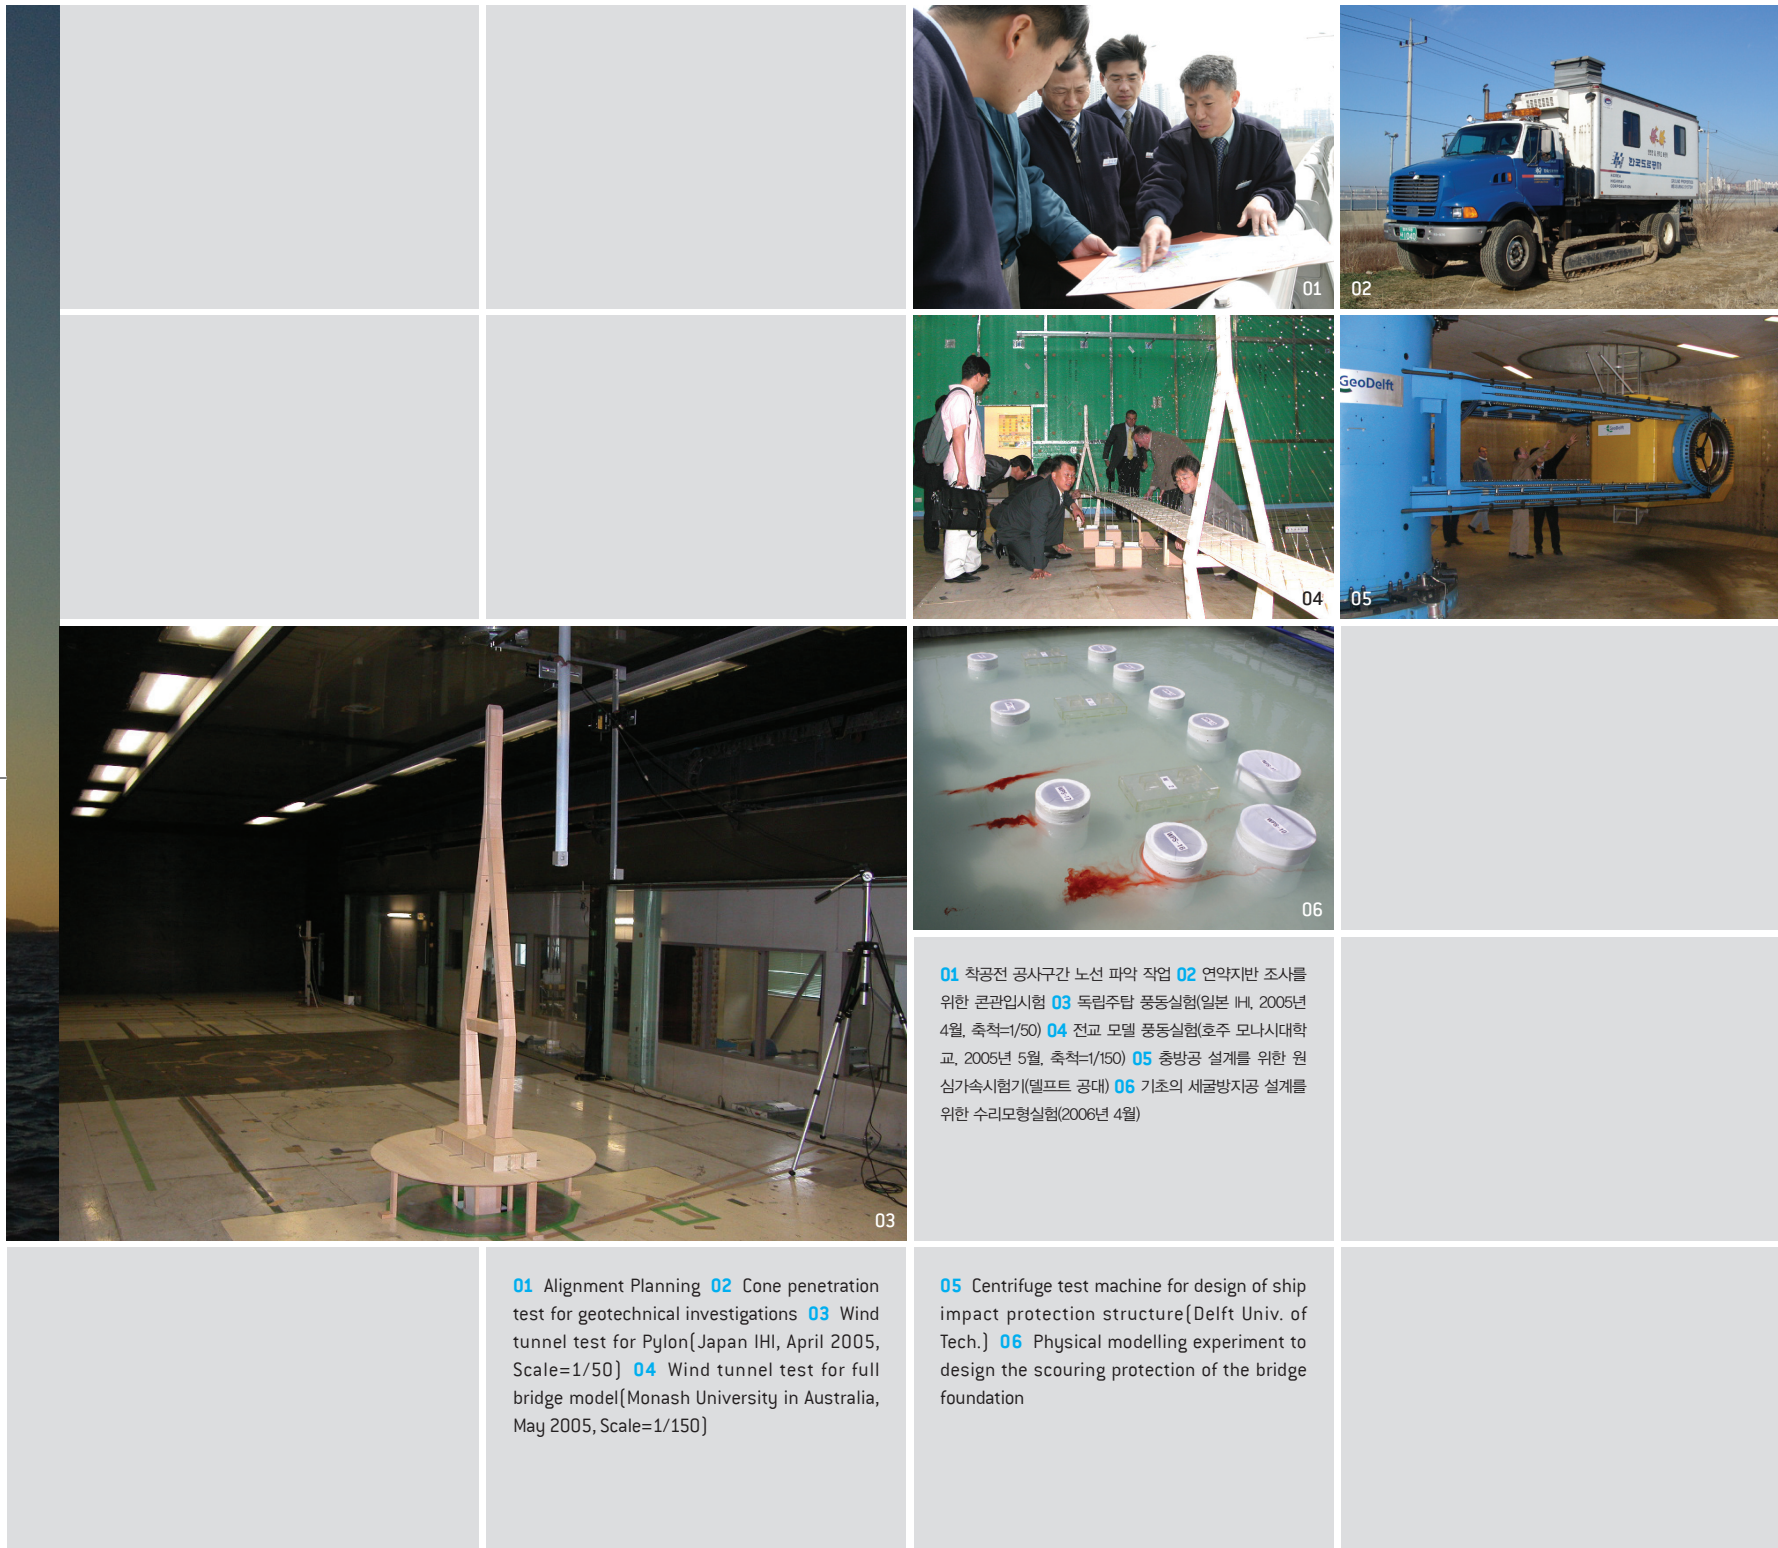 01
02
한국도로공사
KOREA
HIGHWAY
CORPORATION
GeoDelft
GeoDelft
04
05
03
06
01 착공전 공사구간 노선 파악 작업 02 연약지반 조사를
위한 콘관입시험 03 독립주탑 풍동실험(일본 IHI, 2005년
4월, 축척=1/50) 04 전교 모델 풍동실험(호주 모나시대학
교, 2005년 5월, 축척=1/150) 05 충방공 설계를 위한 원
심가속시험기(델프트 공대) 06 기초의 세굴방지공 설계를
위한 수리모형실험(2006년 4월)
01 Alignment Planning 02 Cone penetration
test for geotechnical investigations 03 Wind
tunnel test for Pylon(Japan IHI, April 2005,
Scale=1/50) 04 Wind tunnel test for full
bridge model(Monash University in Australia,
May 2005, Scale=1/150)
05 Centrifuge test machine for design of ship
impact protection structure(Delft Univ. of
Tech.) 06 Physical modelling experiment to
design the scouring protection of the bridge
foundation